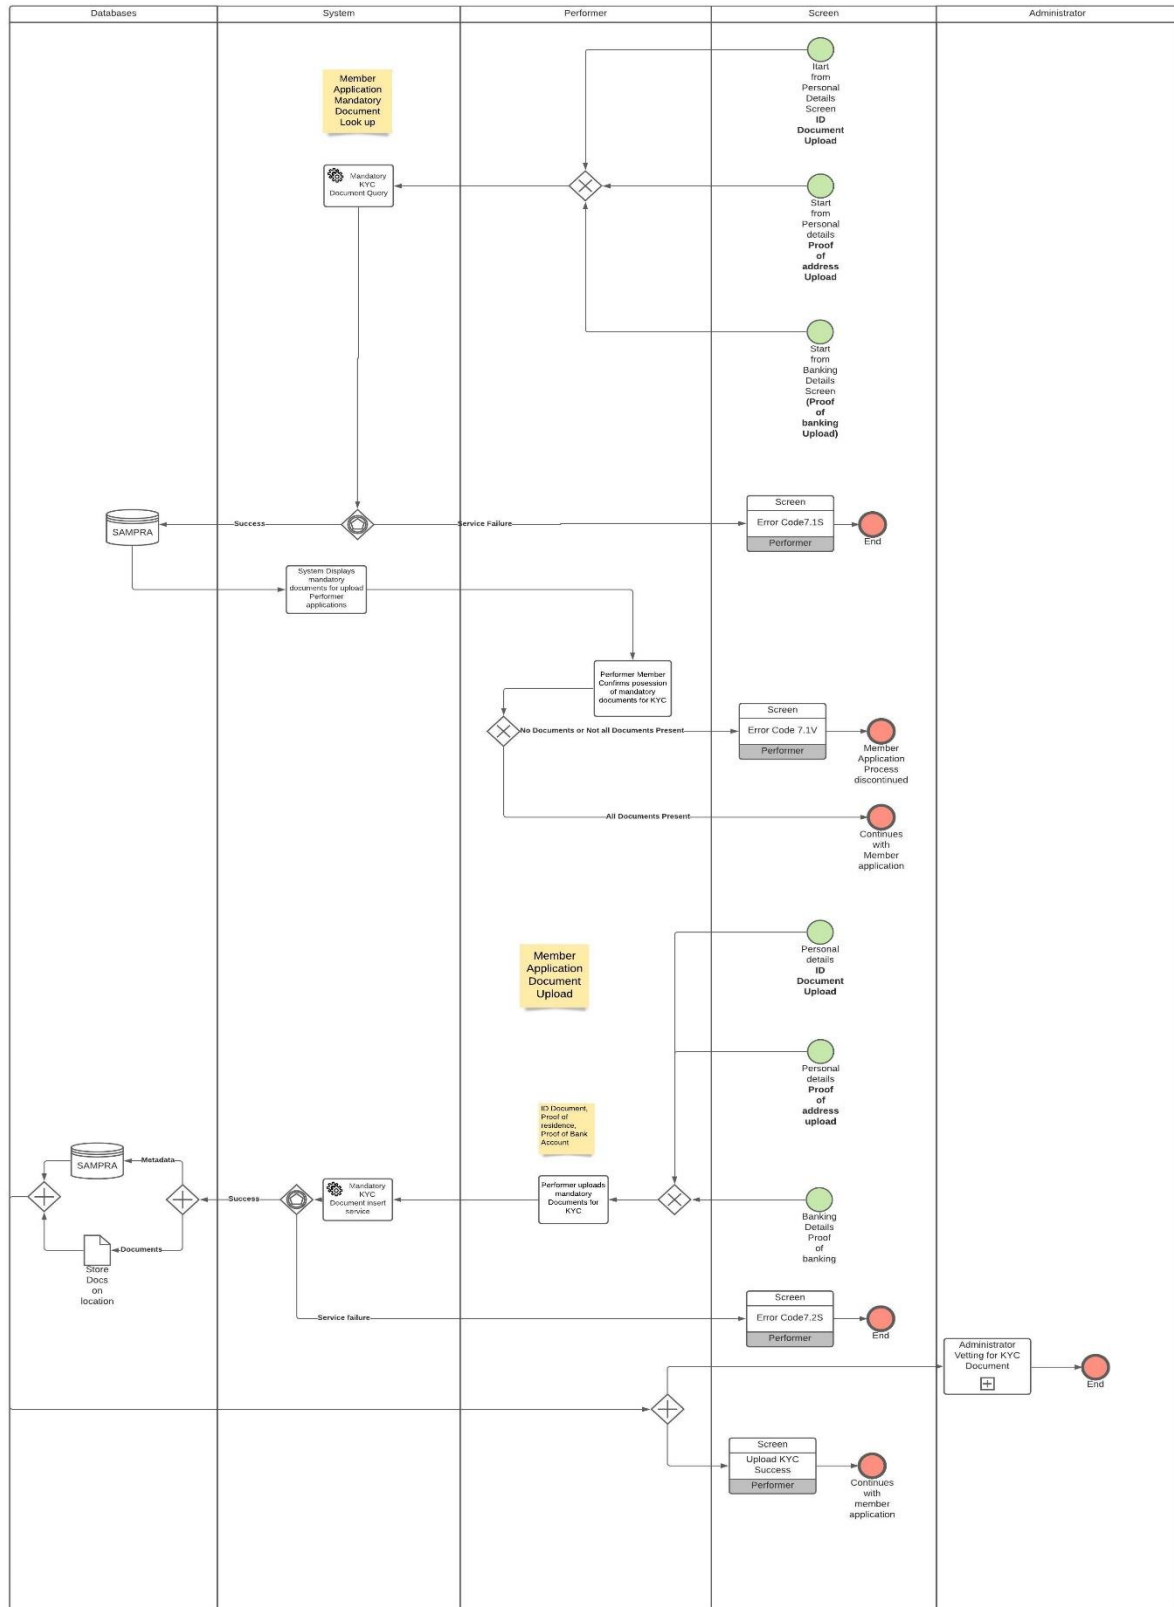 Databases
System
Performer
Screen
Administrator
Itart
from
Personal
Details
Screen
ID
Document
Upload
Member
Application
Mandatory
Document
Look up
Mandatory
KYC
Document Query
Start
from
Personal
details
Proof
of
address
Upload
Start
from
Banking
Details
Screen
(Proof
of
banking
Upload)
SAMPRA
Success
Service Failure
Screen
Error Code7.1S
Performer
End
System Displays
mandatory
documents for upload
Performer
applications
Performer Member
Confirms posession
of mandatory
documents for KYC
No Documents or Not all Documents Present
Screen
Error Code 7.1V
Performer
Member
Application
Process
discontinued
All Documents Present
Continues
with
Member
application
Member
Application
Document
Upload
Personal
details
ID
Document
Upload
Personal
details
Proof
of
address
upload
ID Document,
Proof of
residence,
Proof of Bank
Account
SAMPRA
Metadata
Success
Mandatory
KYC
Document insert
service
Performer uploads
mandatory
Documents for
KYC
Banking
Details
Proof
of
banking
Documents
Store
Docs
on
location
Service failure
Screen
Error Code7.2S
Performer
End
Administrator
Vetting for KYC
Document
End
Screen
Upload KYC
Success
Performer
Continues
with
member
application